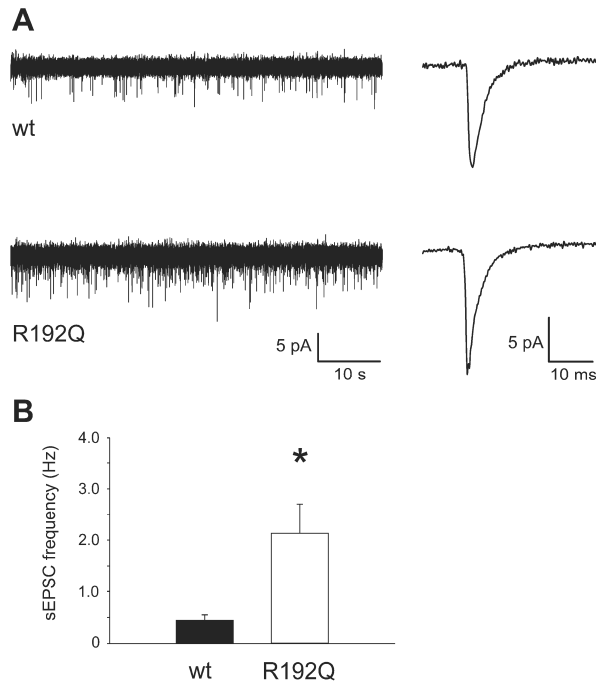 A
wt
R192Q
5 pA
10 s
5 pA
10 ms
B
sEPSC frequency (Hz)
4.0
3.0
2.0
1.0
0
*
wt
R192Q